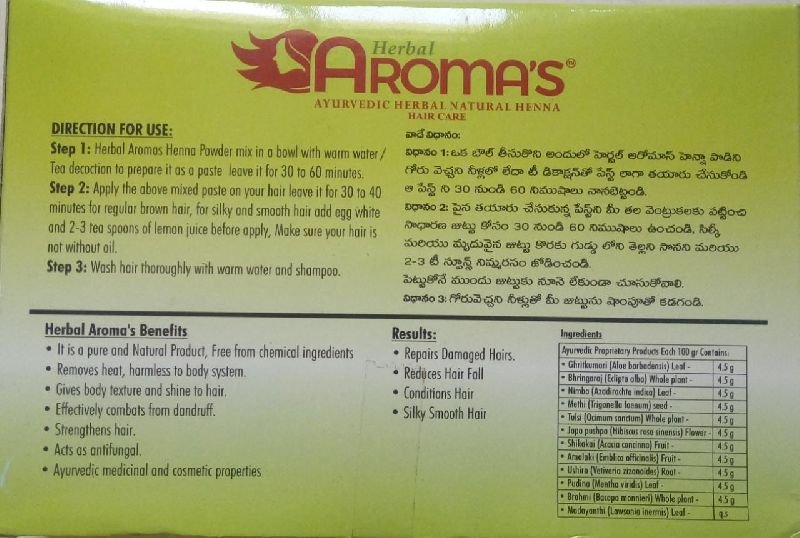 Herbal
AROMA'S™
AYURVEDIC HERBAL NATURAL HENNA
HAIR CARE
DIRECTION FOR USE:
Step 1: Herbal Aromas Henna Powder mix in a bowl with warm water /
Tea decoction to prepare it as a paste leave it for 30 to 60 minutes.
Step 2: Apply the above mixed paste on your hair leave it for 30 to 40
minutes for regular brown hair, for silky and smooth hair add egg white
and 2-3 tea spoons of lemon juice before apply, Make sure your hair is
not without oil.
Step 3: Wash hair thoroughly with warm water and shampoo.
వాడే విధానం:
విధానం 1: ఒక బౌల్ తీసుకొని అందులో హెర్బల్ అరోమాస్ హెన్నా పొడిని
గోరు వెచ్చని నీళ్లలో లేదా టీ డికాక్షన్‌తో పేస్ట్ లాగా తయారు చేసుకోండి
ఆ పేస్ట్ ని 30 నుండి 60 నిముషాలు నానబెట్టండి.
విధానం 2: పైన తయారు చేసుకున్న పేస్ట్‌ని మీ తల వెంట్రుకలకు పట్టించి
సాధారణ జుట్టు కోసం 30 నుండి 60 నిముషాలు ఉంచండి, సిల్కీ
మరియు మృదువైన జుట్టు కొరకు గుడ్డు లోని తెల్లని సొనని మరియు
2-3 టీ స్పూన్స్ నిమ్మరసం జోడించండి.
పెట్టుకొనే ముందు జుట్టుకు నూనె లేకుండా చూసుకోవాలి.
విధానం 3: గోరువెచ్చని నీళ్లుతో మీ జుట్టును షాంపూతో కడగండి.
Herbal Aroma's Benefits
• It is a pure and Natural Product, Free from chemical ingredients
• Removes heat, harmless to body system.
• Gives body texture and shine to hair.
• Effectively combats from dandruff.
• Strengthens hair.
• Acts as antifungal.
• Ayurvedic medicinal and cosmetic properties
Results:
• Repairs Damaged Hairs.
• Reduces Hair Fall
• Conditions Hair
• Silky Smooth Hair
Ingredients
Ayurvedic Proprietary Products Each 100 gr Contains:
• Ghritkumari (Aloe barbadensis) Leaf - 4.5 g
• Bhringaraj (Eclipta alba) Whole plant - 4.5 g
• Nimba (Azadirachta indica) Leaf - 4.5 g
• Methi (Trigonella foenum) seed - 4.5 g
• Tulsi (Ocimum sanctum) Whole plant - 4.5 g
• Japa pushpa (Hibiscus rosa sinensis) Flower - 4.5 g
• Shikakai (Acacia concinna) Fruit - 4.5 g
• Amalaki (Emblica officinalis) Fruit - 4.5 g
• Ushira (Vetiveria zizanoides) Root - 4.5 g
• Pudina (Mentha viridis) Leaf - 4.5 g
• Brahmi (Bacopa monnieri) Whole plant - 4.5 g
• Madayanthi (Lawsonia inermis) Leaf - q.s